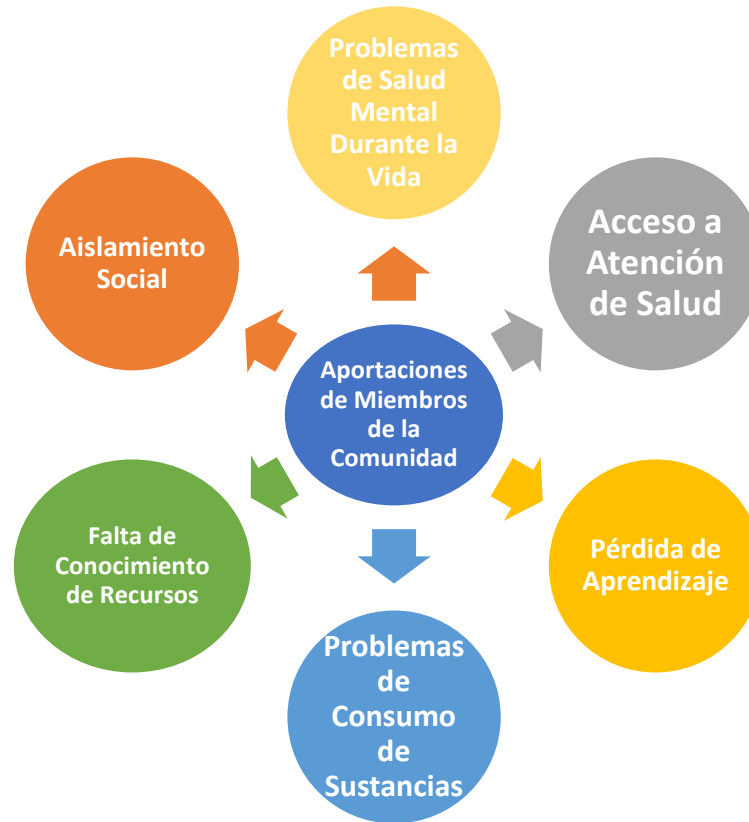 Problemas
de Salud
Mental
Durante la
Vida
Aislamiento
Social
Acceso a
Atención
de Salud
Aportaciones
de Miembros
de la
Comunidad
Falta de
Conocimiento
de Recursos
Pérdida de
Aprendizaje
Problemas
de
Consumo
de
Sustancias